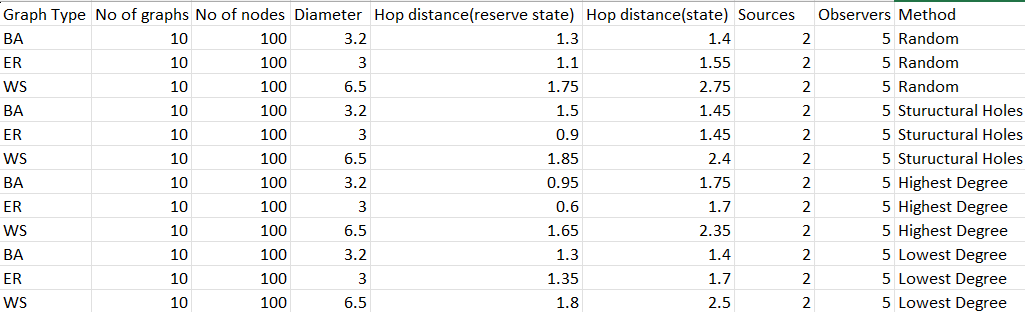 Graph Type No of graphs No of nodes Diameter Hop distance(reserve state) Hop distance(state) Sources Observers Method
BA 10 100 3.2 1.3 1.4 2 5 Random
ER 10 100 3 1.1 1.55 2 5 Random
WS 10 100 6.5 1.75 2.75 2 5 Random
BA 10 100 3.2 1.5 1.45 2 5 Stuructural Holes
ER 10 100 3 0.9 1.45 2 5 Stuructural Holes
WS 10 100 6.5 1.85 2.4 2 5 Stuructural Holes
BA 10 100 3.2 0.95 1.75 2 5 Highest Degree
ER 10 100 3 0.6 1.7 2 5 Highest Degree
WS 10 100 6.5 1.65 2.35 2 5 Highest Degree
BA 10 100 3.2 1.3 1.4 2 5 Lowest Degree
ER 10 100 3 1.35 1.7 2 5 Lowest Degree
WS 10 100 6.5 1.8 2.5 2 5 Lowest Degree